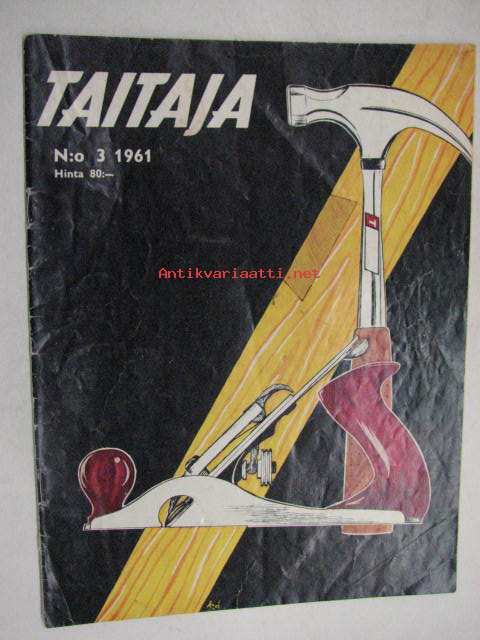 TAITAJA
N:o 3 1961
Hinta 80:—
Antikvariaatti.net
T